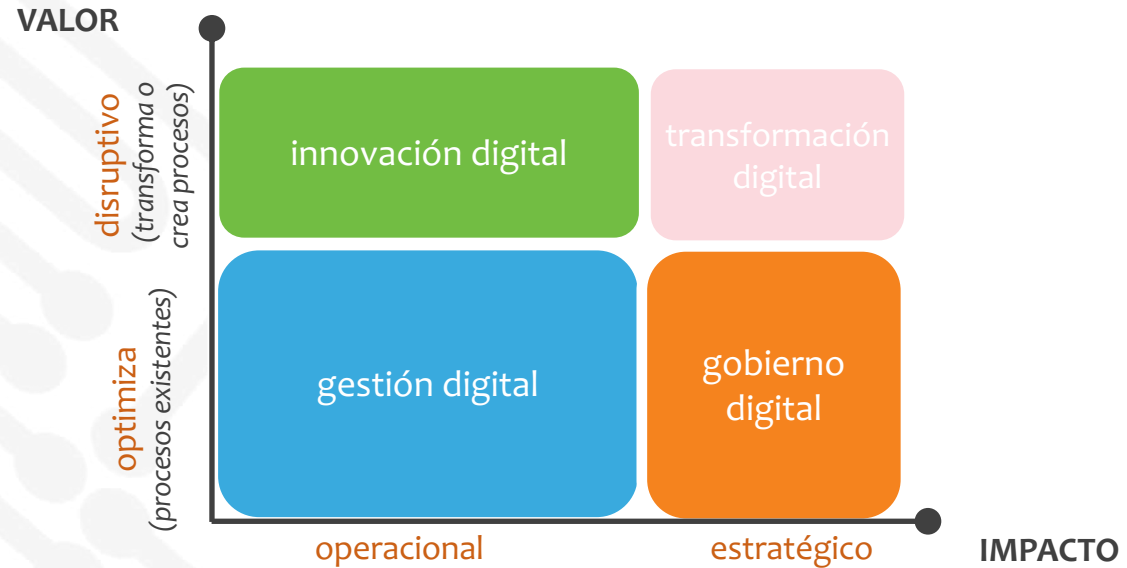 VALOR
disruptivo
(transforma o
crea procesos)
innovación digital
transformación
digital
optimiza
(procesos existentes)
gestión digital
gobierno
digital
operacional
estratégico
IMPACTO